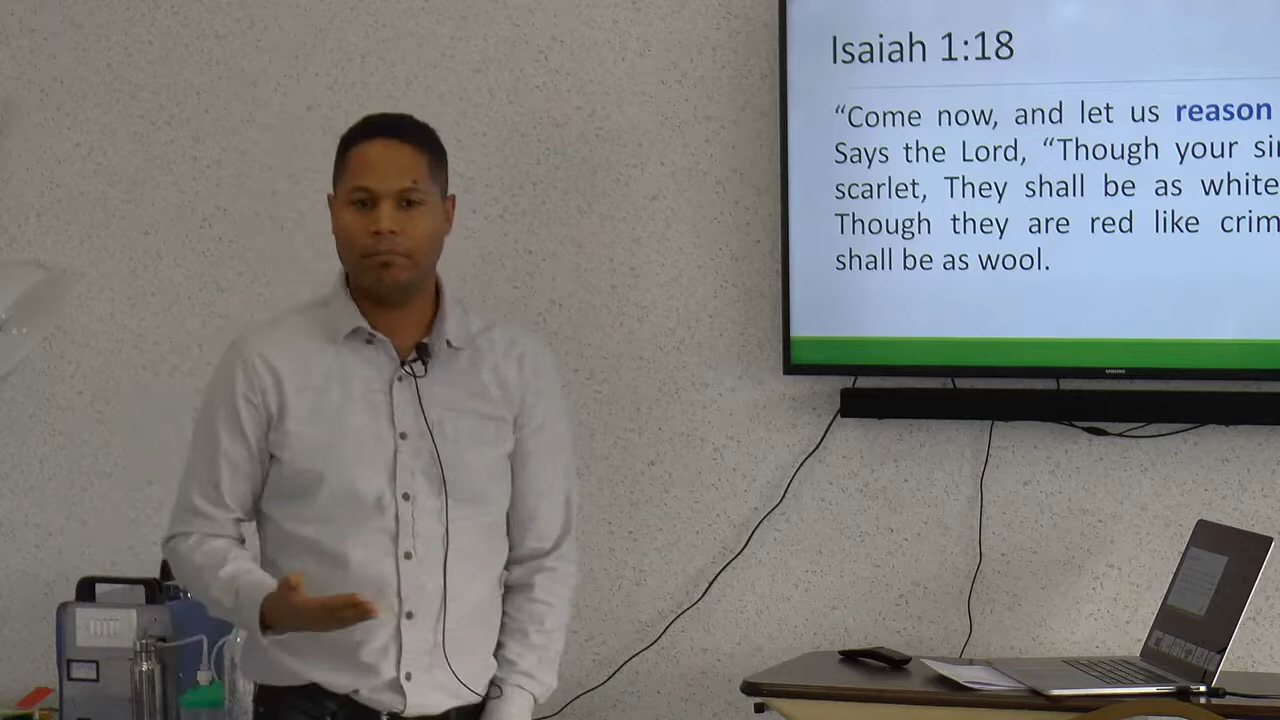 Isaiah 1:18
“Come now, and let us reason
Says the Lord, “Though your
scarlet, They shall be as white
Though they are red like
shall be as wool.
SAMSUNG